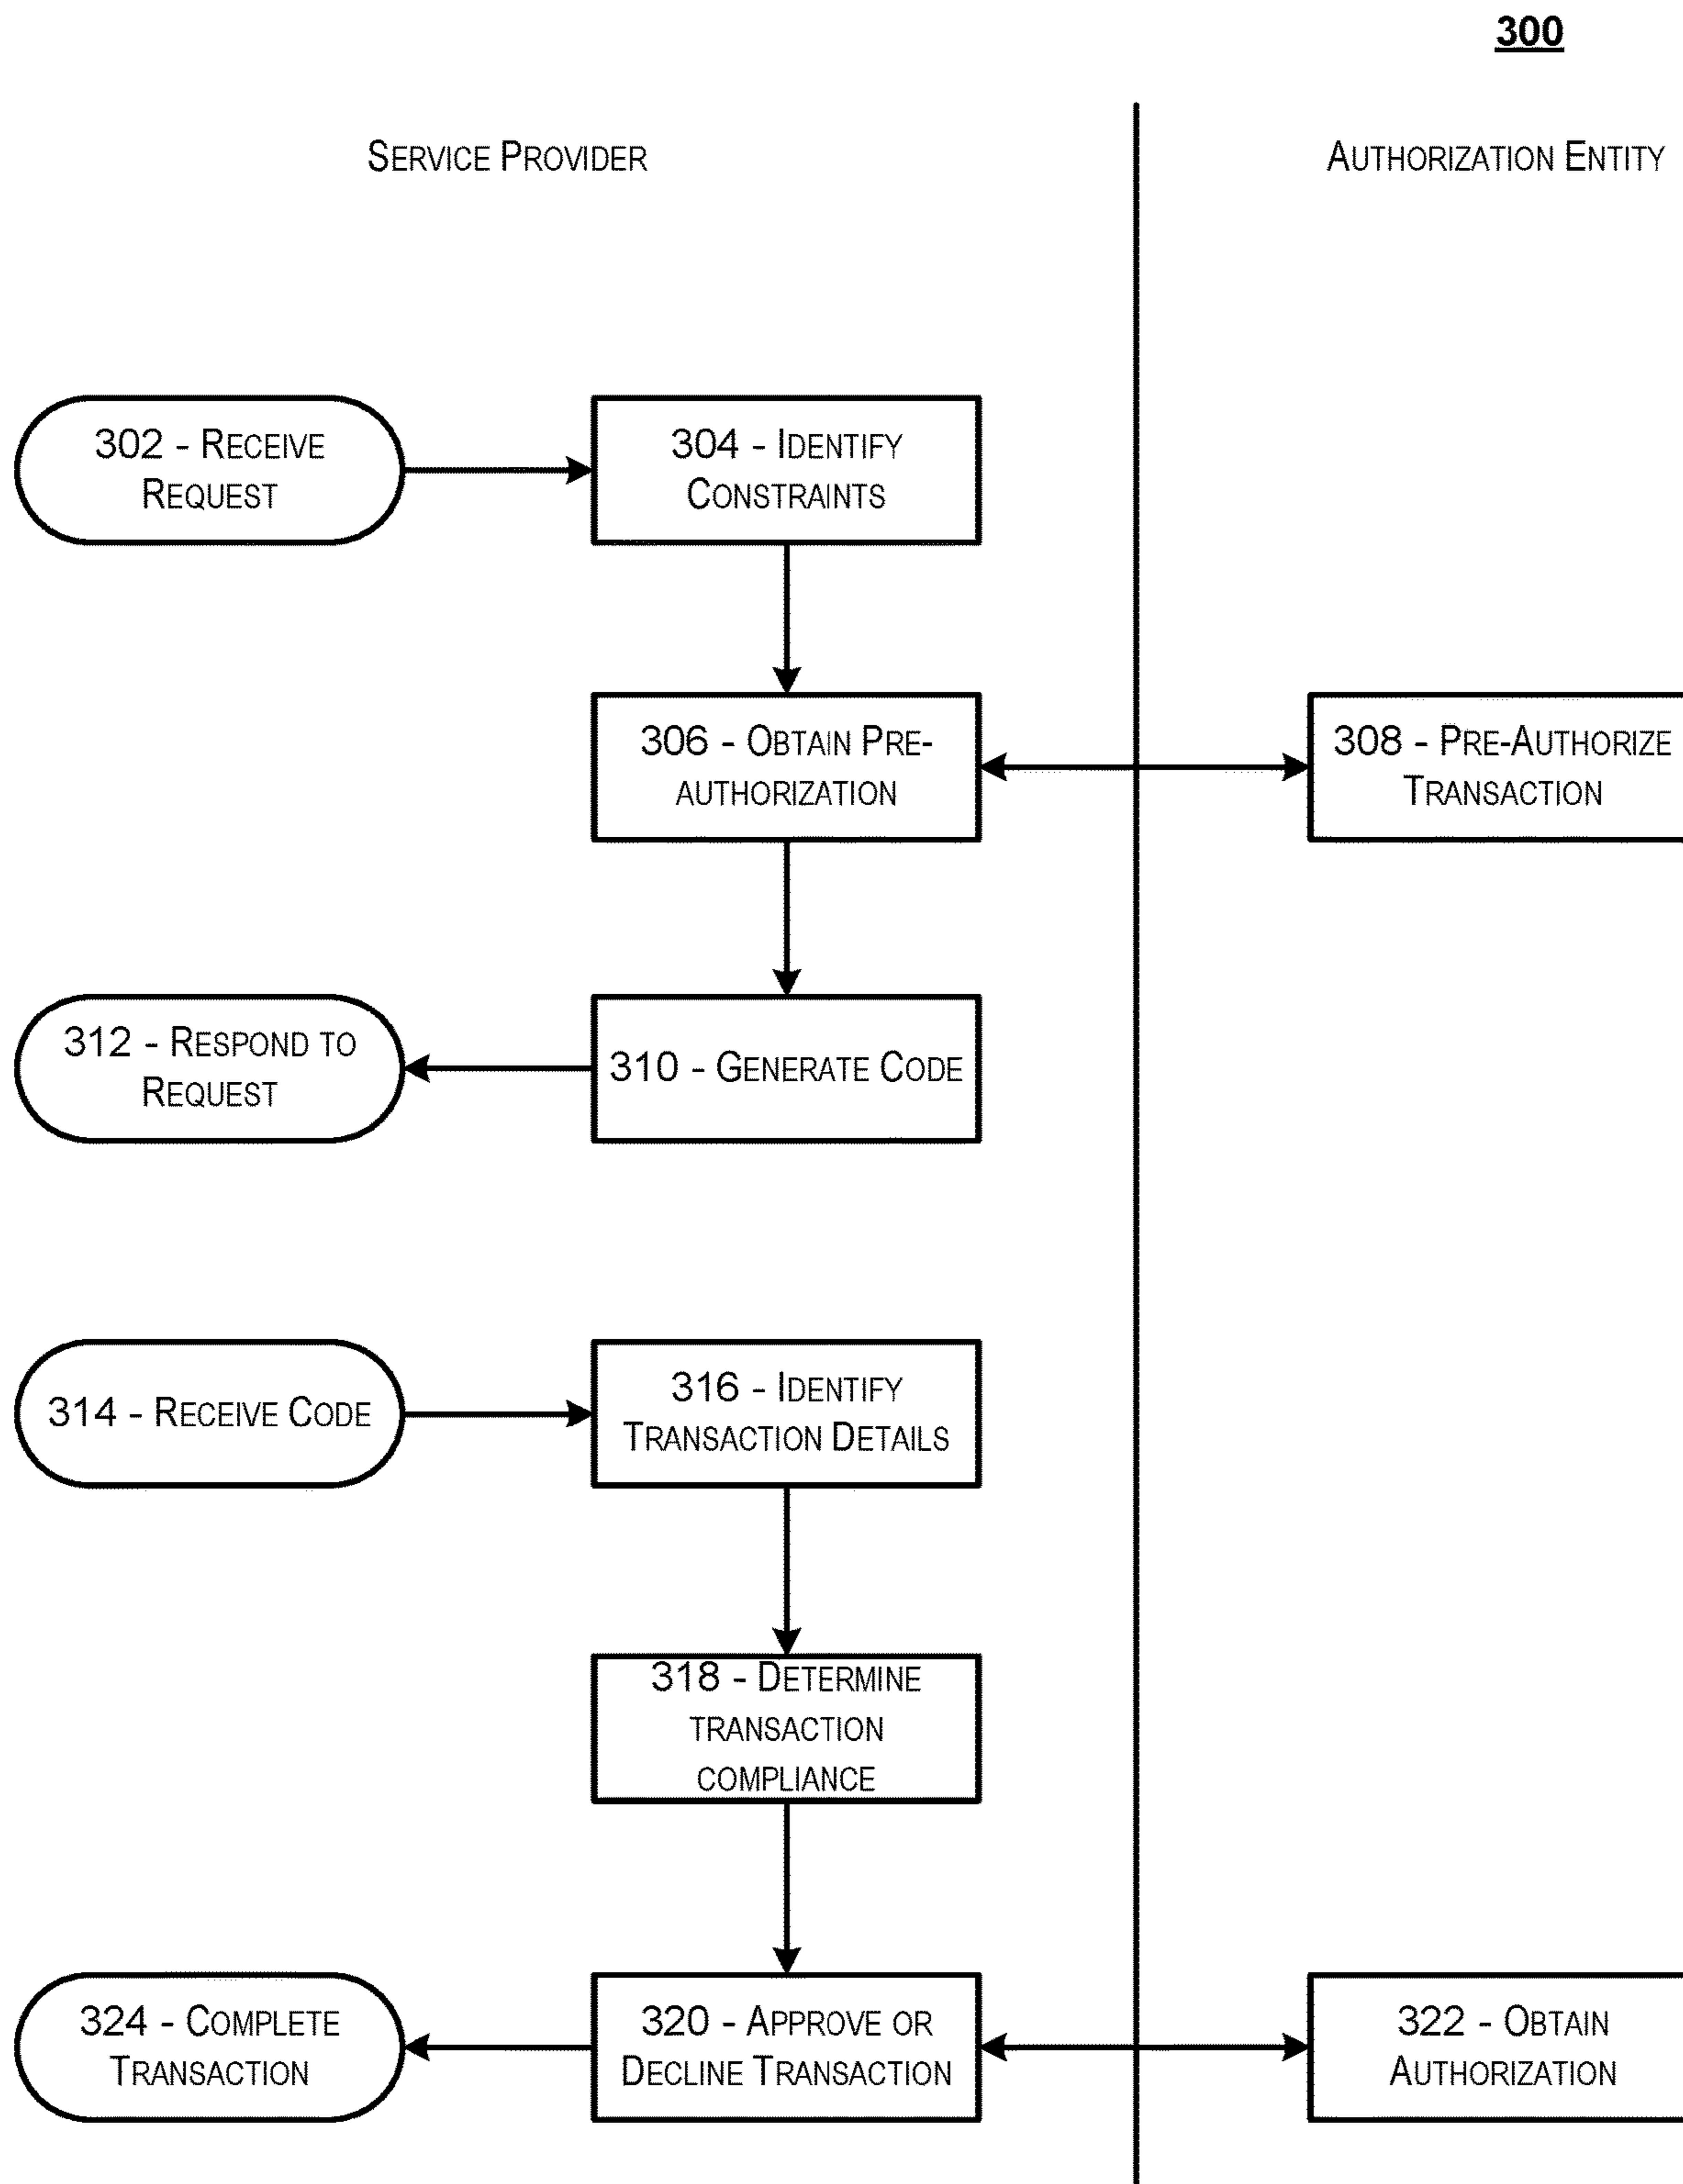 300
SERVICE PROVIDER
AUTHORIZATION ENTITY
302 - RECEIVE
REQUEST
304 - IDENTIFY
CONSTRAINTS
306 - OBTAIN PRE-
AUTHORIZATION
308 - PRE-AUTHORIZE
TRANSACTION
312 - RESPOND TO
REQUEST
310 - GENERATE CODE
314 - RECEIVE CODE
316 - IDENTIFY
TRANSACTION DETAILS
318 - DETERMINE
TRANSACTION
COMPLIANCE
324 - COMPLETE
TRANSACTION
320 - APPROVE OR
DECLINE TRANSACTION
322 - OBTAIN
AUTHORIZATION